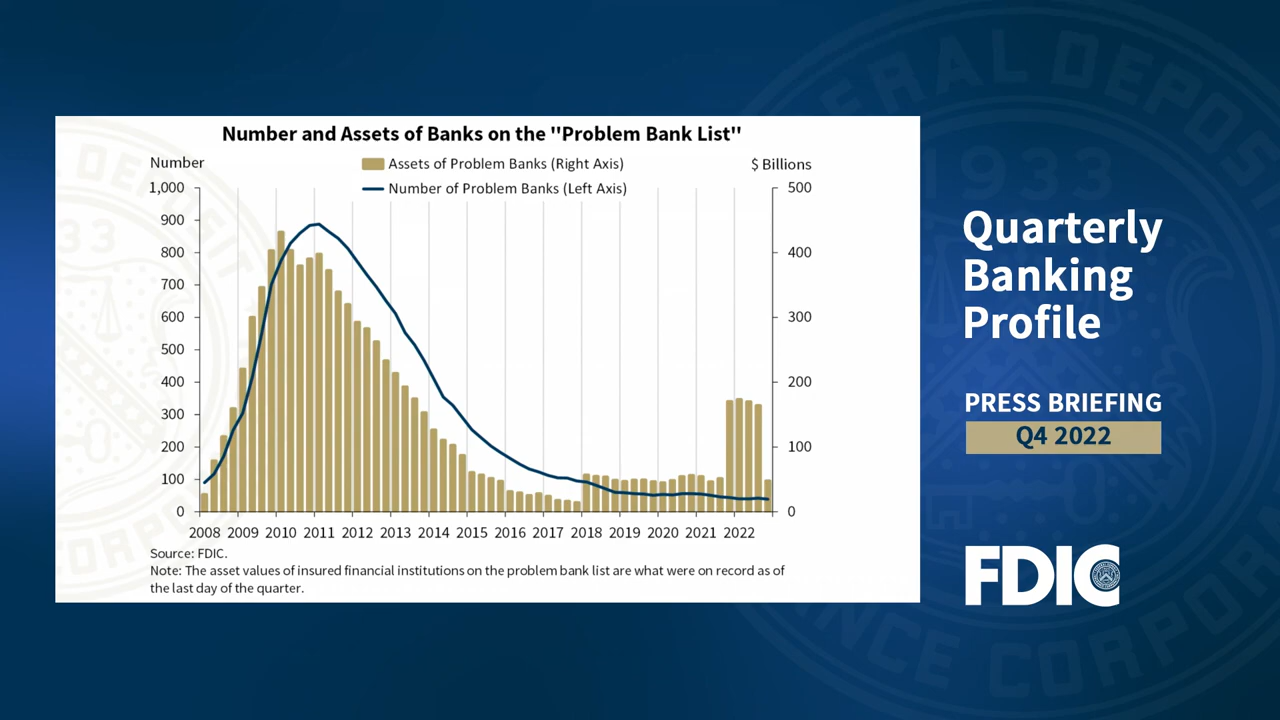 Number and Assets of Banks on the "Problem Bank List"
Number
Assets of Problem Banks (Right Axis)
$ Billions
1,000
Number of Problem Banks (Left Axis)
500
900
800
400
700
600
300
500
400
200
300
200
100
100
0
0
2008 2009 2010 2011 2012 2013 2014 2015 2016 2017 2018 2019 2020 2021 2022
Source: FDIC.
Note: The asset values of insured financial institutions on the problem bank list are what were on record as of
the last day of the quarter.
Quarterly
Banking
Profile
PRESS BRIEFING
Q4 2022
FDIC
1933